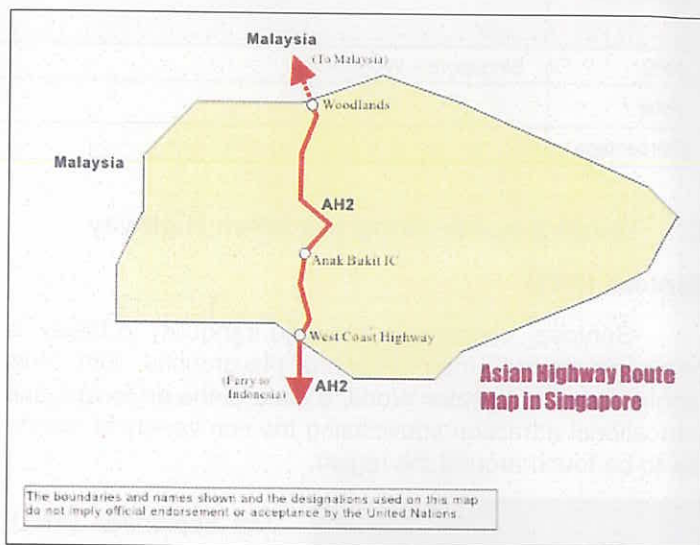 Malaysia
(To Malaysia)
Woodlands
Malaysia
AH2
Anak Bukit IC
West Coast Highway
(Ferry to
Indonesia)
AH2
Asian Highway Route
Map in Singapore
The boundaries and names shown and the designations used on this map
do not imply official endorsement or acceptance by the United Nations.